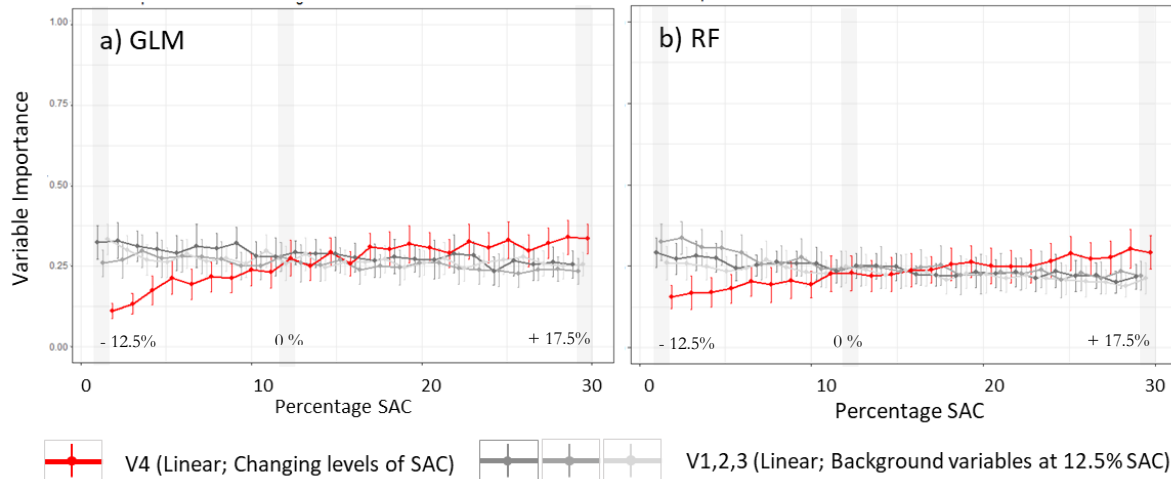 a) GLM
b) RF
Variable Importance
1.00
0.75
0.50
0.25
0.00
- 12.5%
0 %
+ 17.5%
- 12.5%
0 %
+ 17.5%
0
10
20
30
0
10
20
30
Percentage SAC
Percentage SAC
V4 (Linear; Changing levels of SAC)
V1,2,3 (Linear; Background variables at 12.5% SAC)